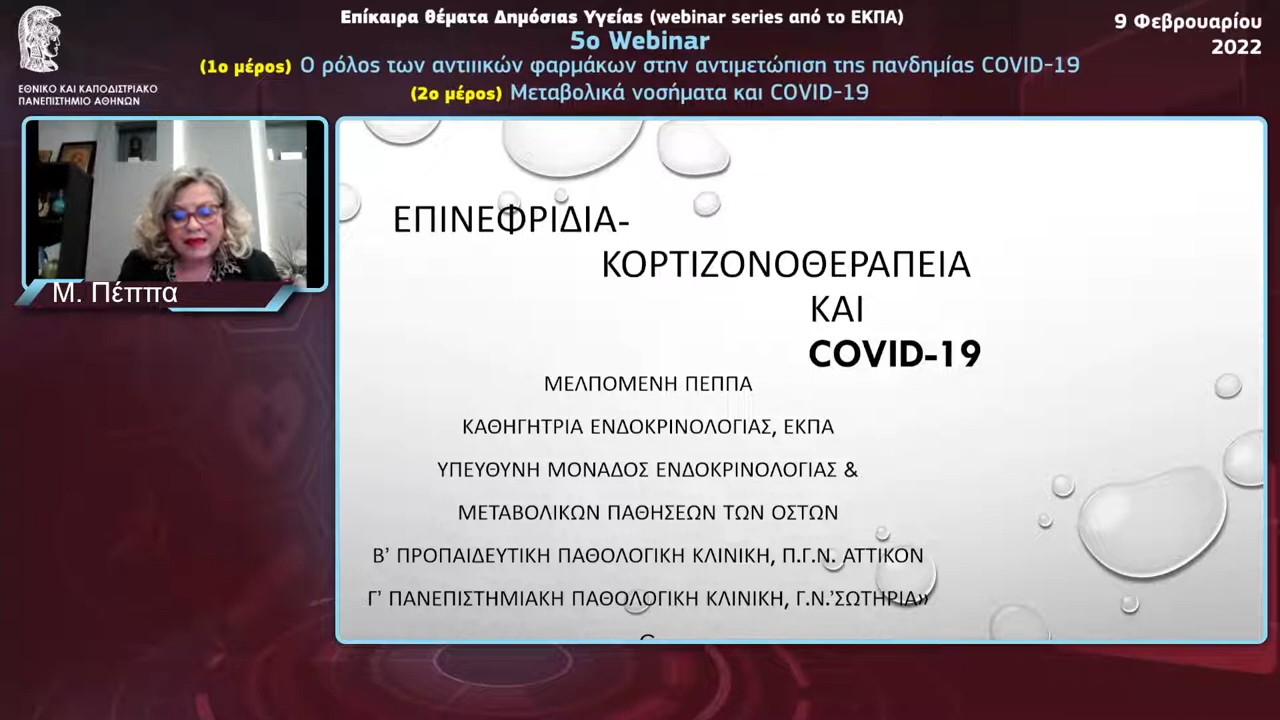 Επίκαιρα θέματα Δημόσιας Υγείας (webinar series από το ΕΚΠΑ)
9 Φεβρουαρίου
2022
5ο Webinar
(1ο μέρος) Ο ρόλος των αντιιικών φαρμάκων στην αντιμετώπιση της πανδημίας COVID-19
(2ο μέρος) Μεταβολικά νοσήματα και COVID-19
ΕΘΝΙΚΟ ΚΑΙ ΚΑΠΟΔΙΣΤΡΙΑΚΟ
ΠΑΝΕΠΙΣΤΗΜΙΟ ΑΘΗΝΩΝ
Μ. Πέππα
ΕΠΙΝΕΦΡΙΔΙΑ-
ΚΟΡΤΙΖΟΝΟΘΕΡΑΠΕΙΑ
ΚΑΙ
COVID-19
ΜΕΛΠΟΜΕΝΗ ΠΕΠΠΑ
ΚΑΘΗΓΗΤΡΙΑ ΕΝΔΟΚΡΙΝΟΛΟΓΙΑΣ, ΕΚΠΑ
ΥΠΕΥΘΥΝΗ ΜΟΝΑΔΟΣ ΕΝΔΟΚΡΙΝΟΛΟΓΙΑΣ &
ΜΕΤΑΒΟΛΙΚΩΝ ΠΑΘΗΣΕΩΝ ΤΩΝ ΟΣΤΩΝ
Β' ΠΡΟΠΑΙΔΕΥΤΙΚΗ ΠΑΘΟΛΟΓΙΚΗ ΚΛΙΝΙΚΗ, Π.Γ.Ν. ΑΤΤΙΚΟΝ
Γ' ΠΑΝΕΠΙΣΤΗΜΙΑΚΗ ΠΑΘΟΛΟΓΙΚΗ ΚΛΙΝΙΚΗ, Γ.Ν.'ΣΩΤΗΡΙΑ»